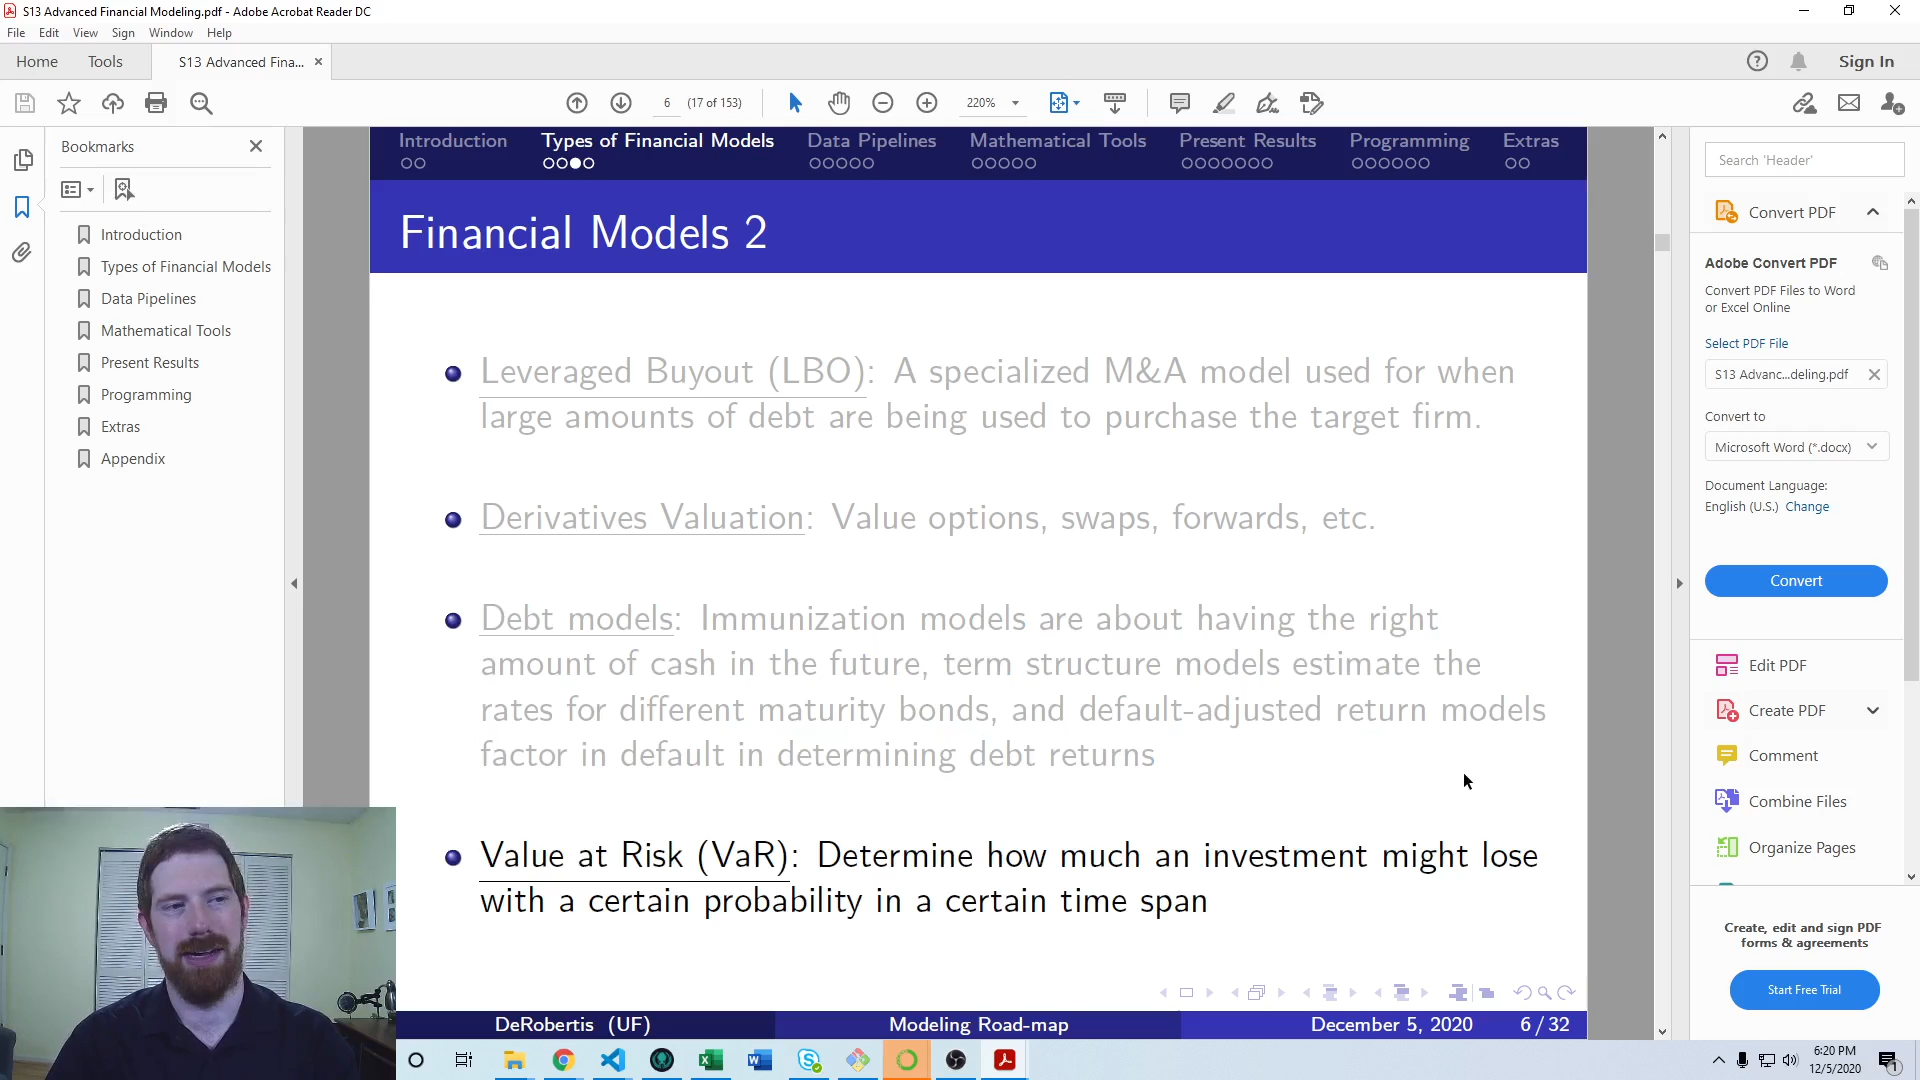 S13 Advanced Financial Modeling.pdf - Adobe Acrobat Reader DC
File Edit View Sign Window Help
Home Tools S13 Advanced Fina... ×
Sign In
6 (17 of 153) 220%
Bookmarks
Introduction
Types of Financial Models
Data Pipelines
Mathematical Tools
Present Results
Programming
Extras
Appendix
Introduction Types of Financial Models Data Pipelines Mathematical Tools Present Results Programming Extras
Financial Models 2
Leveraged Buyout (LBO): A specialized M&A model used for when
large amounts of debt are being used to purchase the target firm.
Derivatives Valuation: Value options, swaps, forwards, etc.
Debt models: Immunization models are about having the right
amount of cash in the future, term structure models estimate the
rates for different maturity bonds, and default-adjusted return models
factor in default in determining debt returns
Value at Risk (VaR): Determine how much an investment might lose
with a certain probability in a certain time span
DeRobertis (UF) Modeling Road-map December 5, 2020 6 / 32
Search 'Header'
Convert PDF
Adobe Convert PDF
Convert PDF Files to Word
or Excel Online
Select PDF File
S13 Advanc...deling.pdf
Convert to
Microsoft Word (*.docx)
Document Language:
English (U.S.) Change
Convert
Edit PDF
Create PDF
Comment
Combine Files
Organize Pages
Create, edit and sign PDF
forms & agreements
Start Free Trial
6:20 PM
12/5/2020